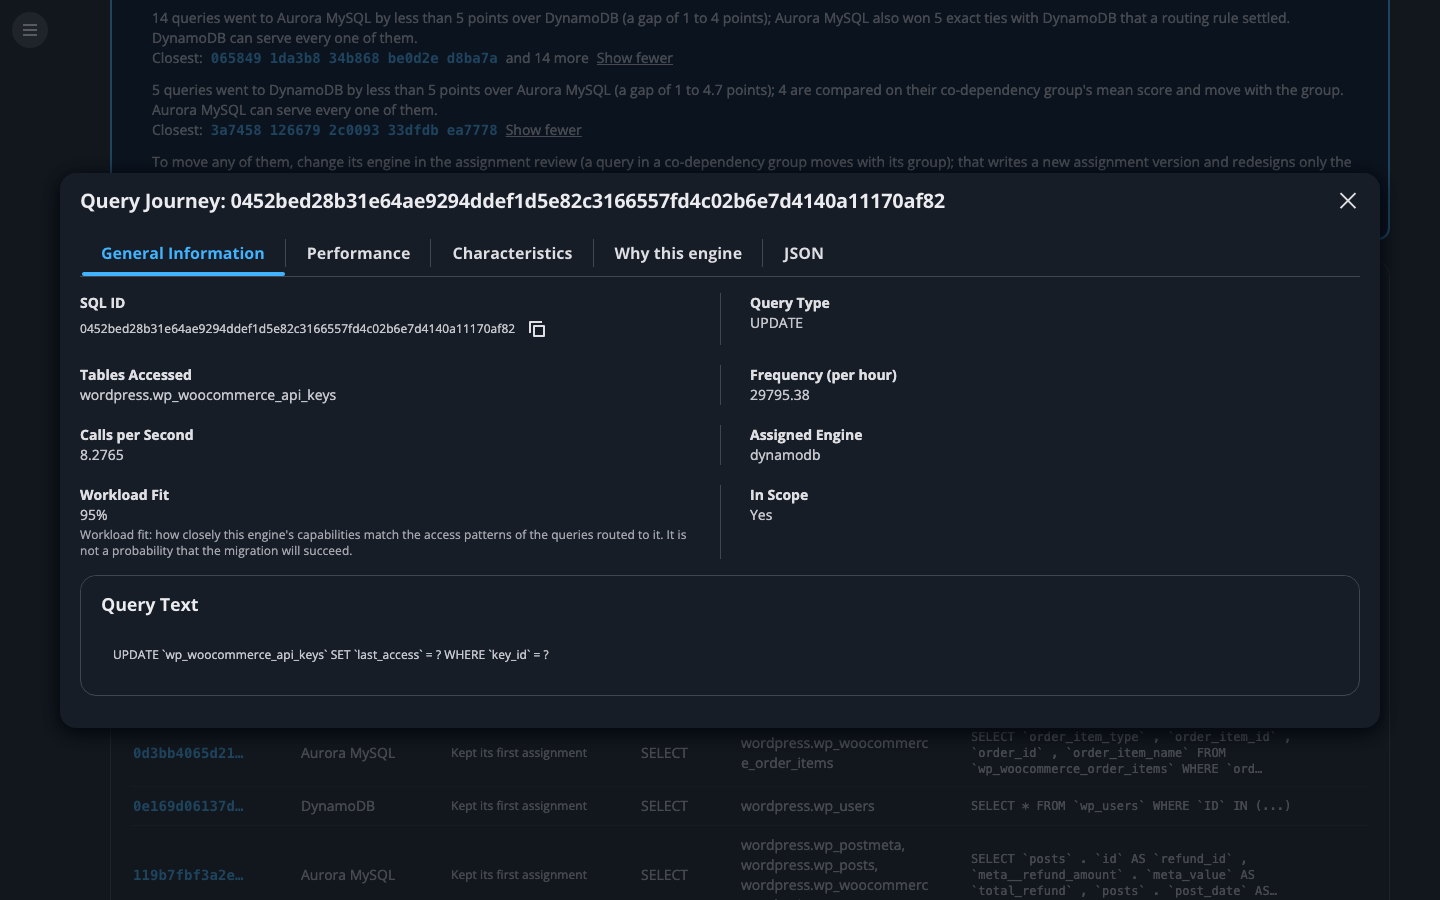 14 queries went to Aurora MySQL by less than 5 points over DynamoDB (a gap of 1 to 4 points); Aurora MySQL also won 5 exact ties with DynamoDB that a routing rule settled.
DynamoDB can serve every one of them.
Closest: 065849 1da3b8 34b868 be0d2e d8ba7a and 14 more Show fewer
5 queries went to DynamoDB by less than 5 points over Aurora MySQL (a gap of 1 to 4.7 points); 4 are compared on their co-dependency group's mean score and move with the group.
Aurora MySQL can serve every one of them.
Closest: 3a7458 126679 2c0093 33dfdb ea7778 Show fewer
To move any of them, change its engine in the assignment review (a query in a co-dependency group moves with its group); that writes a new assignment version and redesigns only the
Query Journey: 0452bed28b31e64ae9294ddef1d5e82c3166557fd4c02b6e7d4140a11170af82
General Information
Performance
Characteristics
Why this engine
JSON
SQL ID
0452bed28b31e64ae9294ddef1d5e82c3166557fd4c02b6e7d4140a11170af82
Query Type
UPDATE
Tables Accessed
wordpress.wp_woocommerce_api_keys
Frequency (per hour)
29795.38
Calls per Second
8.2765
Assigned Engine
dynamodb
Workload Fit
95%
Workload fit: how closely this engine's capabilities match the access patterns of the queries routed to it. It is
not a probability that the migration will succeed.
In Scope
Yes
Query Text
UPDATE `wp_woocommerce_api_keys` SET `last_access` = ? WHERE `key_id` = ?
0d3bb4065d21…
Aurora MySQL
Kept its first assignment
SELECT
wordpress.wp_woocommerc
e_order_items
SELECT `order_item_type` , `order_item_id` ,
`order_id` , `order_item_name` FROM
`wp_woocommerce_order_items` WHERE `ord…
0e169d06137d…
DynamoDB
Kept its first assignment
SELECT
wordpress.wp_users
SELECT * FROM `wp_users` WHERE `ID` IN (...)
119b7fbf3a2e…
Aurora MySQL
Kept its first assignment
SELECT
wordpress.wp_postmeta,
wordpress.wp_posts,
wordpress.wp_woocommerc
SELECT `posts` . `id` AS `refund_id` ,
`meta__refund_amount` . `meta_value` AS
`total_refund` , `posts` . `post_date` AS…